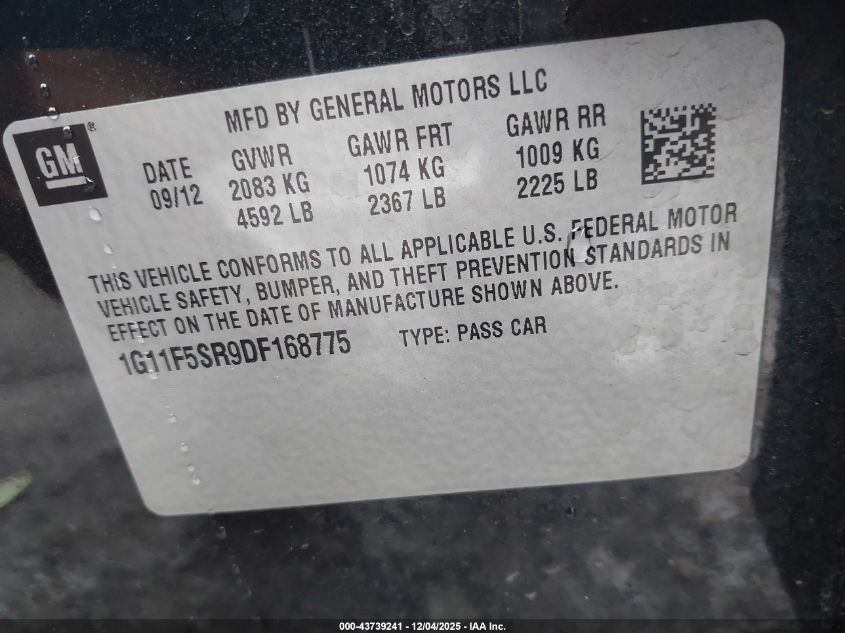 MFD BY GENERAL MOTORS LLC
GM®
DATE GVWR GAWR FRT GAWR RR
09/12 2083 KG 1074 KG 1009 KG
4592 LB 2367 LB 2225 LB
THIS VEHICLE CONFORMS TO ALL APPLICABLE U.S. FEDERAL MOTOR
VEHICLE SAFETY, BUMPER, AND THEFT PREVENTION STANDARDS IN
EFFECT ON THE DATE OF MANUFACTURE SHOWN ABOVE.
1G11F5SR9DF168775 TYPE: PASS CAR
000-43739241 - 12/04/2025 - IAA Inc.